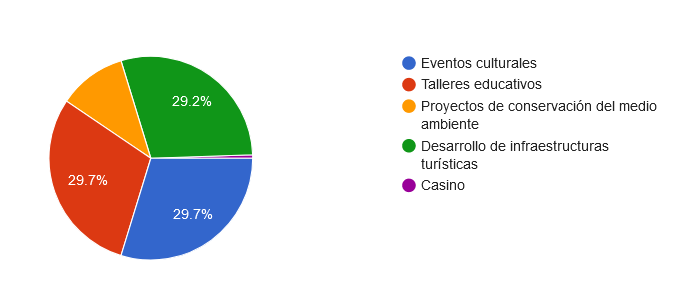 29.2%
29.7%
29.7%
Eventos culturales
Talleres educativos
Proyectos de conservación del medio
ambiente
Desarrollo de infraestructuras
turísticas
Casino